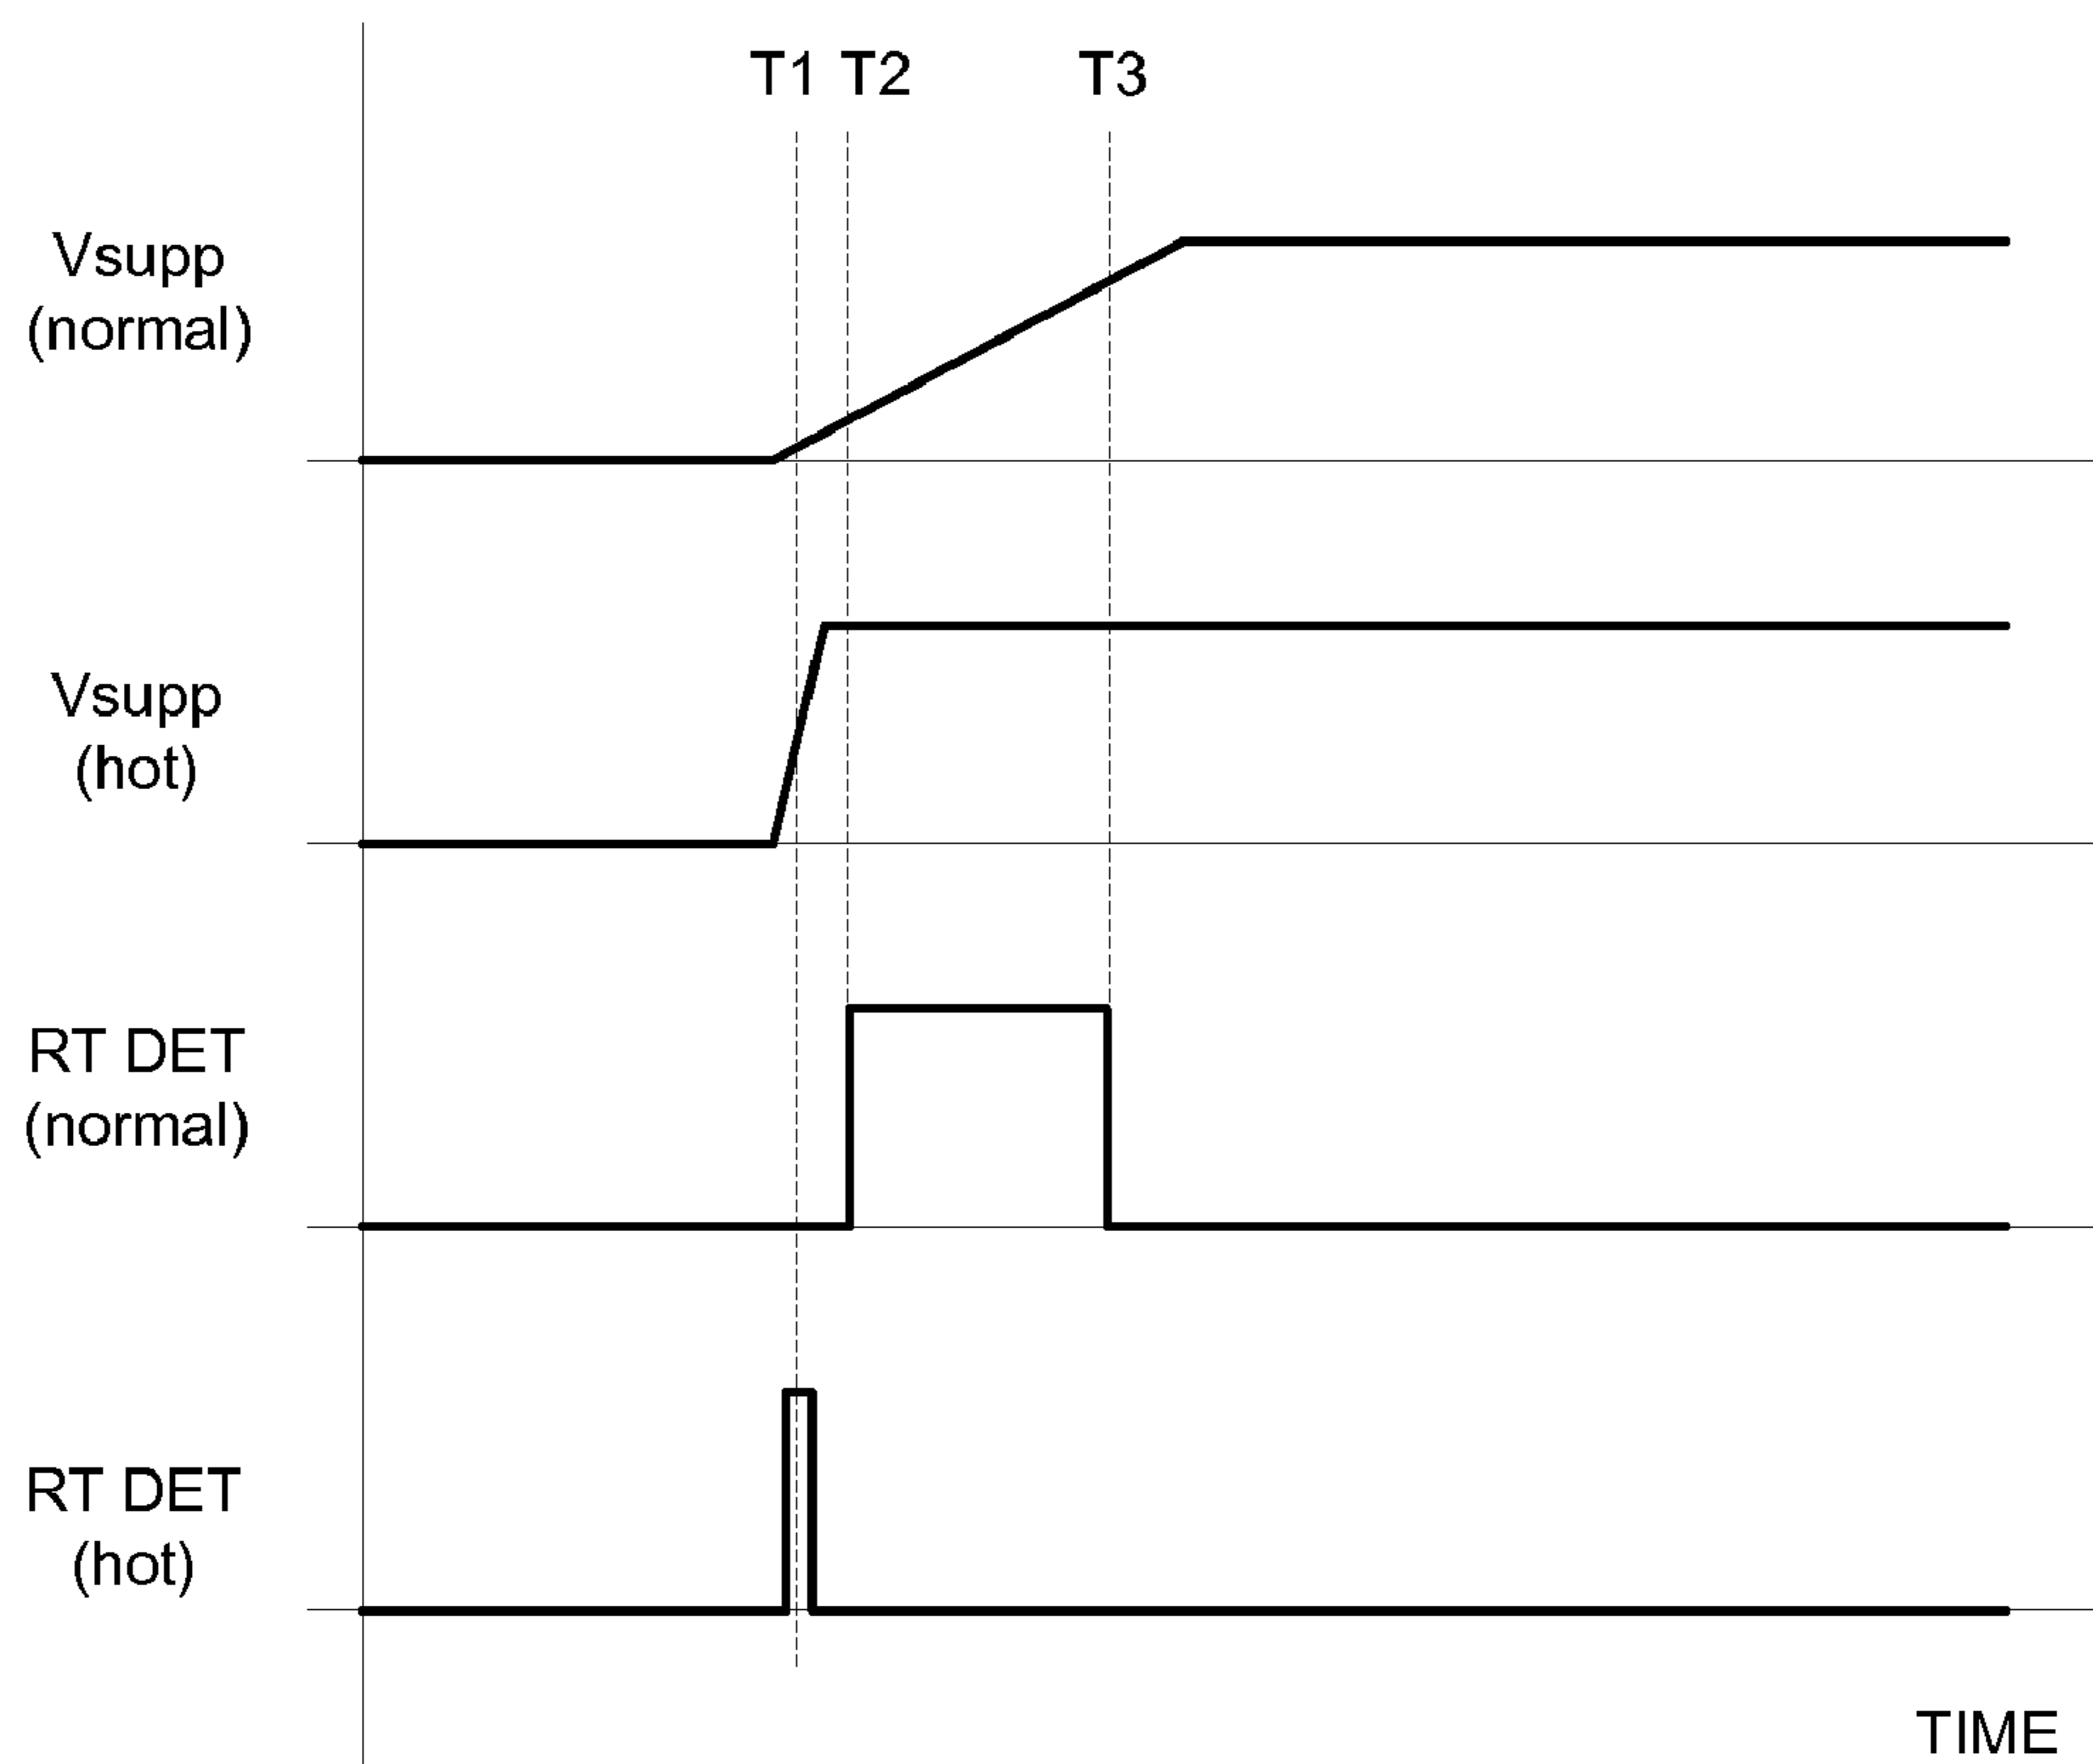 T1 T2 T3
Vsupp
(normal)
Vsupp
(hot)
RT DET
(normal)
RT DET
(hot)
TIME